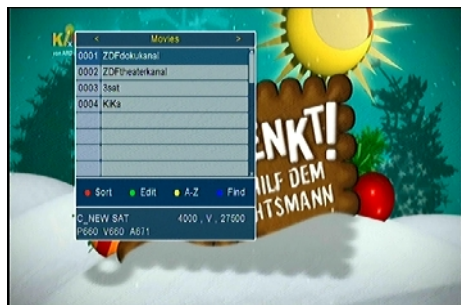 < Movies >
0001 ZDFdokukanal
0002 ZDFtheaterkanal
0003 3sat
0004 KiKa
Sort Edit A-Z Find
C_NEW SAT 4000 , V , 27500
P660 V660 A671
ENKT!
HILF DEM
HTSMANN